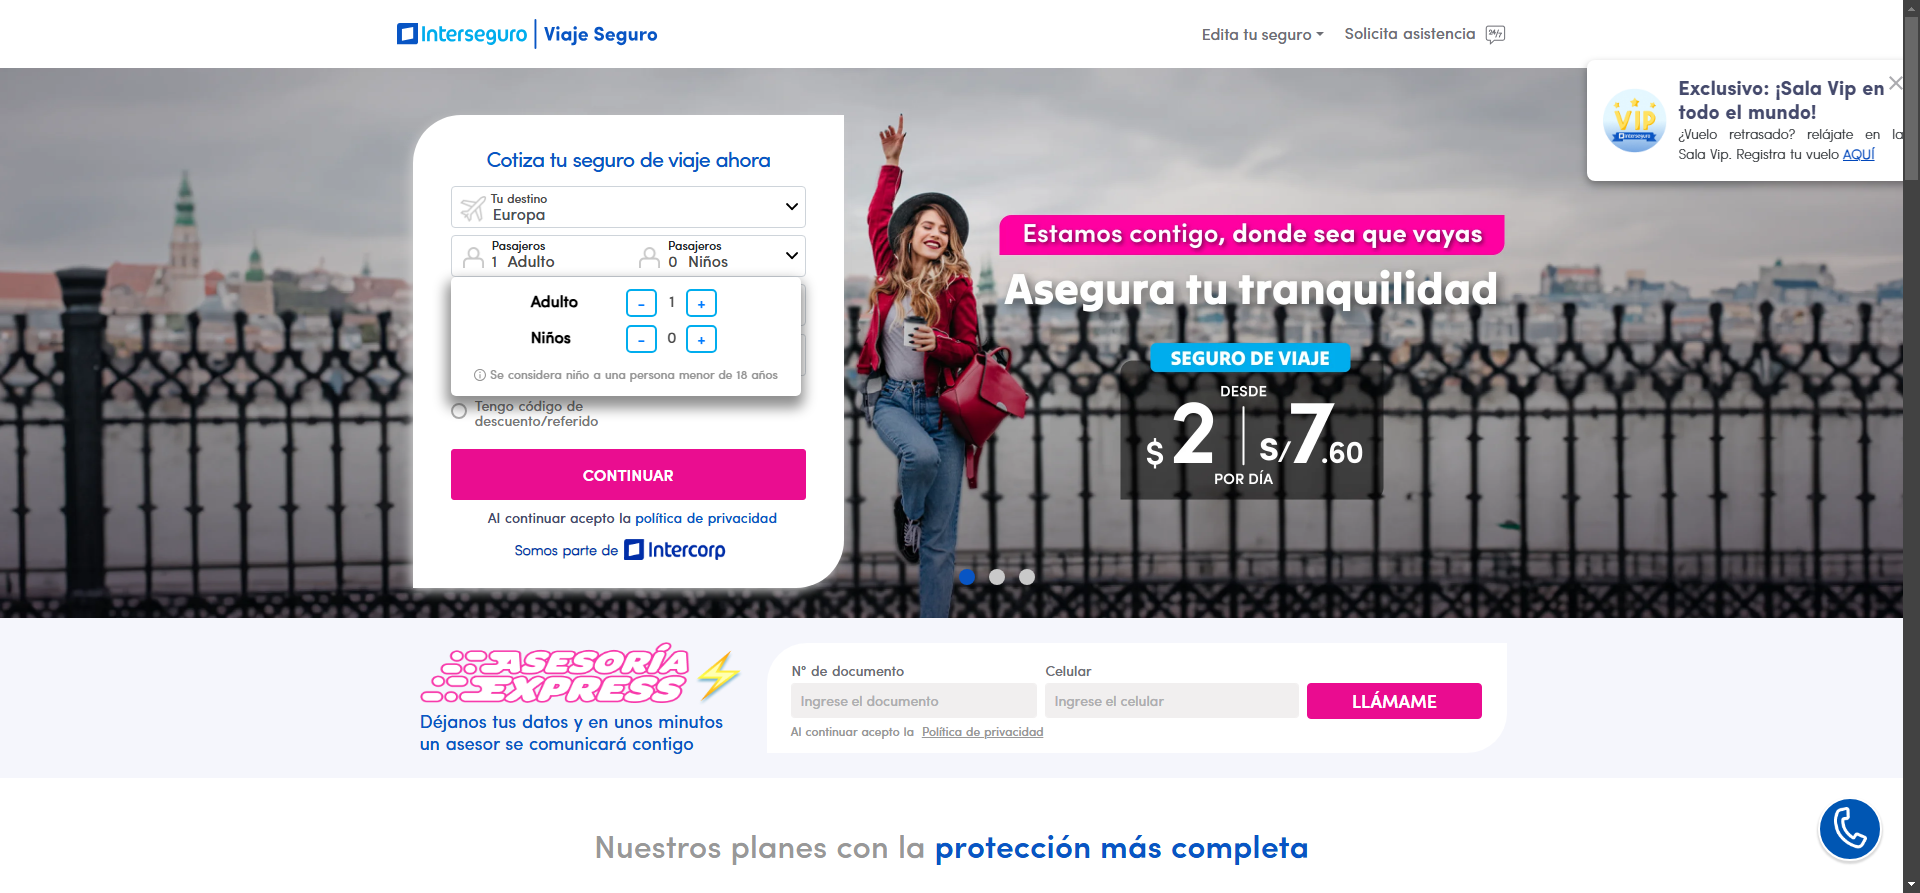 Interseguro | Viaje Seguro
Edita tu seguro
Solicita asistencia
24/7
Exclusivo: ¡Sala Vip en
todo el mundo!
¿Vuelo retrasado? relájate en la
Sala Vip. Registra tu vuelo AQUÍ
VIP
Interseguro
Cotiza tu seguro de viaje ahora
Tu destino
Europa
Pasajeros
1 Adulto
Pasajeros
0 Niños
Adulto - 1 +
Niños - 0 +
Se considera niño a una persona menor de 18 años
Tengo código de
descuento/referido
CONTINUAR
Al continuar acepto la política de privacidad
Somos parte de Intercorp
Estamos contigo, donde sea que vayas
Asegura tu tranquilidad
SEGURO DE VIAJE
DESDE
$ 2 | S/7.60
POR DÍA
ASESORÍA
EXPRESS
Déjanos tus datos y en unos minutos
un asesor se comunicará contigo
N° de documento
Ingrese el documento
Celular
Ingrese el celular
LLÁMAME
Al continuar acepto la Política de privacidad
Nuestros planes con la protección más completa